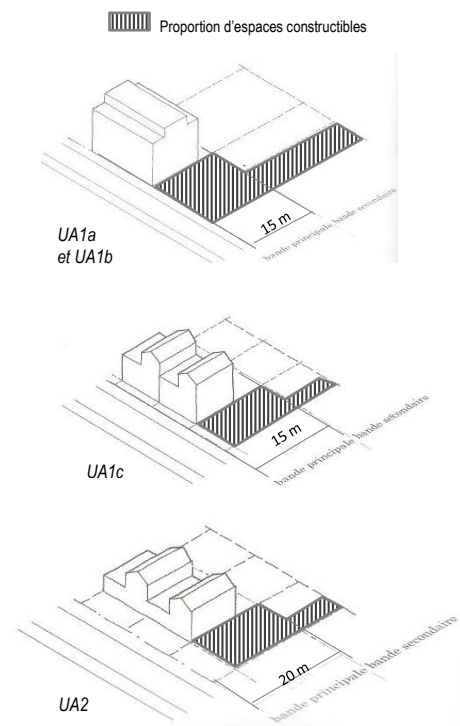 Proportion d'espaces constructibles
15 m
bande principale bande secondaire
UA1a
et UA1b
15 m
bande principale bande secondaire
UA1c
20 m
bande principale bande secondaire
UA2